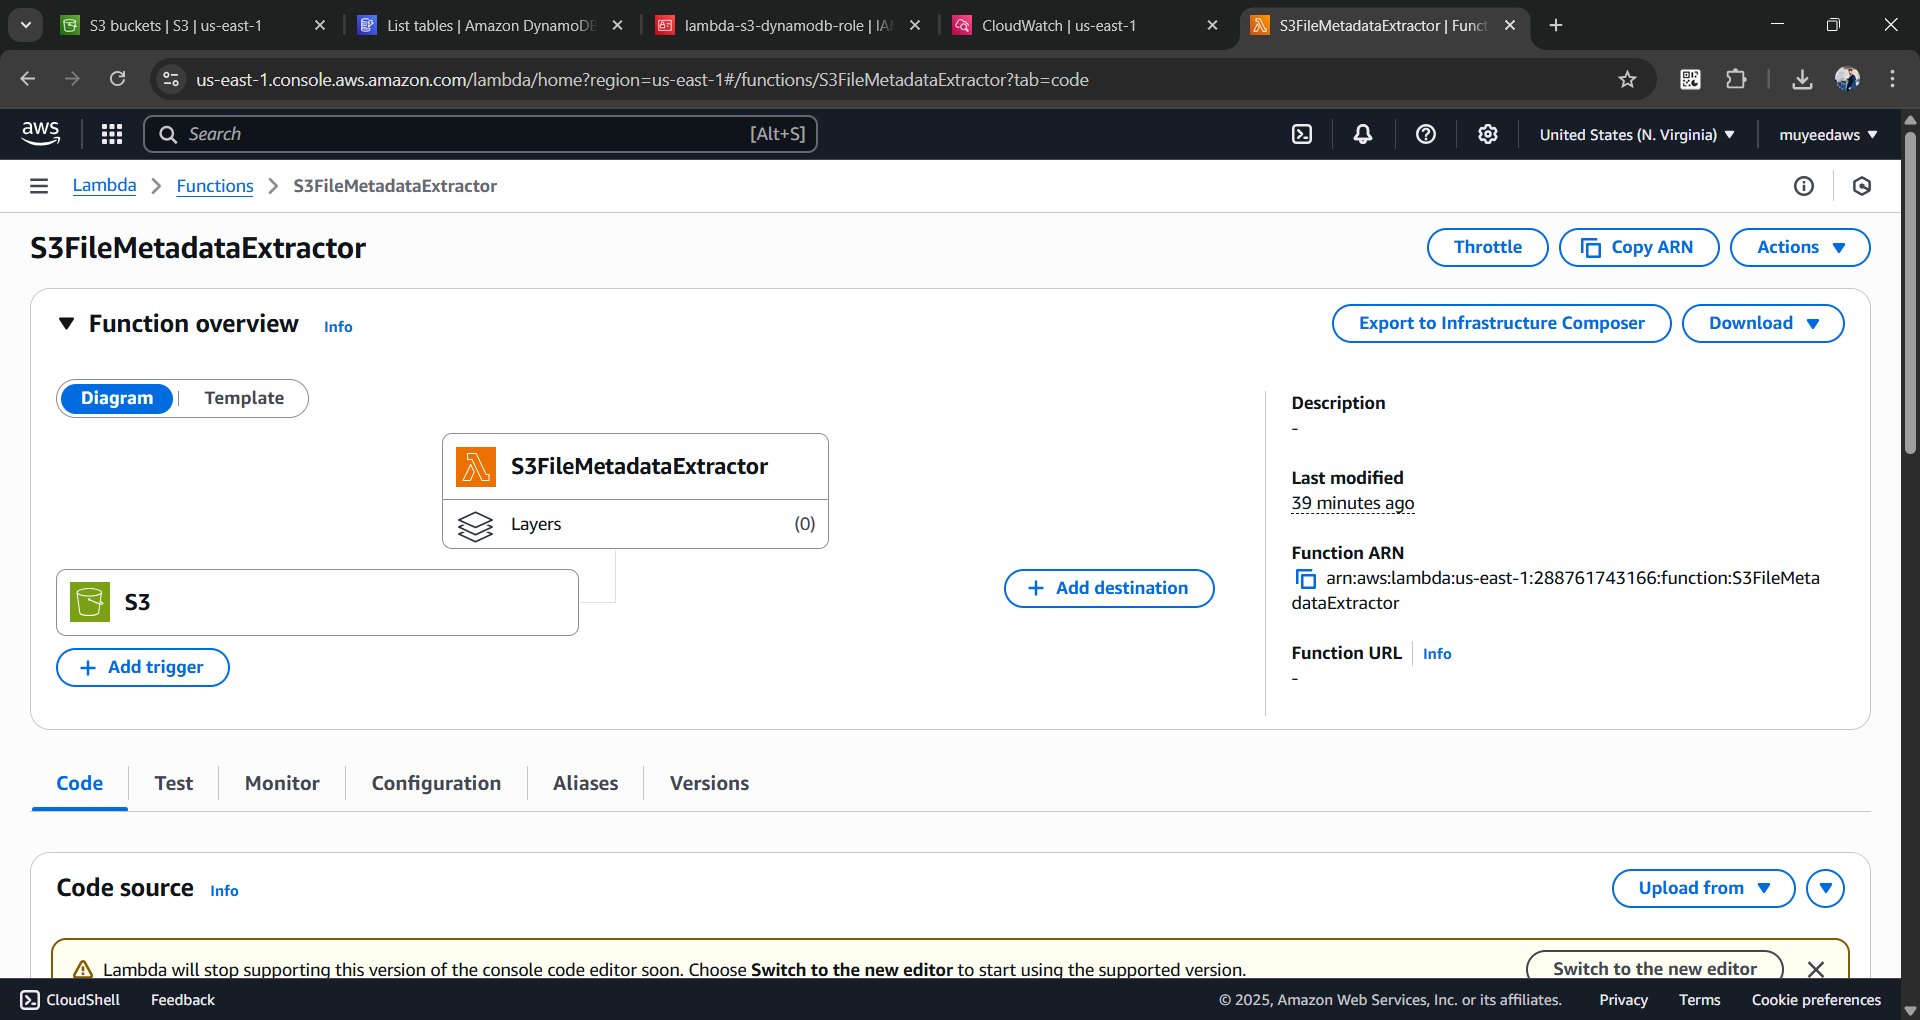 S3 buckets | S3 | us-east-1
List tables | Amazon DynamoDB
lambda-s3-dynamodb-role | IAM
CloudWatch | us-east-1
S3FileMetadataExtractor | Funct
us-east-1.console.aws.amazon.com/lambda/home?region=us-east-1#/functions/S3FileMetadataExtractor?tab=code
aws
Search
[Alt+S]
United States (N. Virginia)
muyeedaws
Lambda
Functions
S3FileMetadataExtractor
S3FileMetadataExtractor
Throttle
Copy ARN
Actions
Function overview
Info
Export to Infrastructure Composer
Download
Diagram
Template
S3FileMetadataExtractor
Layers
(0)
S3
Add trigger
Add destination
Description
-
Last modified
39 minutes ago
Function ARN
arn:aws:lambda:us-east-1:288761743166:function:S3FileMeta
dataExtractor
Function URL
Info
-
Code
Test
Monitor
Configuration
Aliases
Versions
Code source
Info
Upload from
Lambda will stop supporting this version of the console code editor soon. Choose Switch to the new editor to start using the supported version.
Switch to the new editor
CloudShell
Feedback
© 2025, Amazon Web Services, Inc. or its affiliates.
Privacy
Terms
Cookie preferences